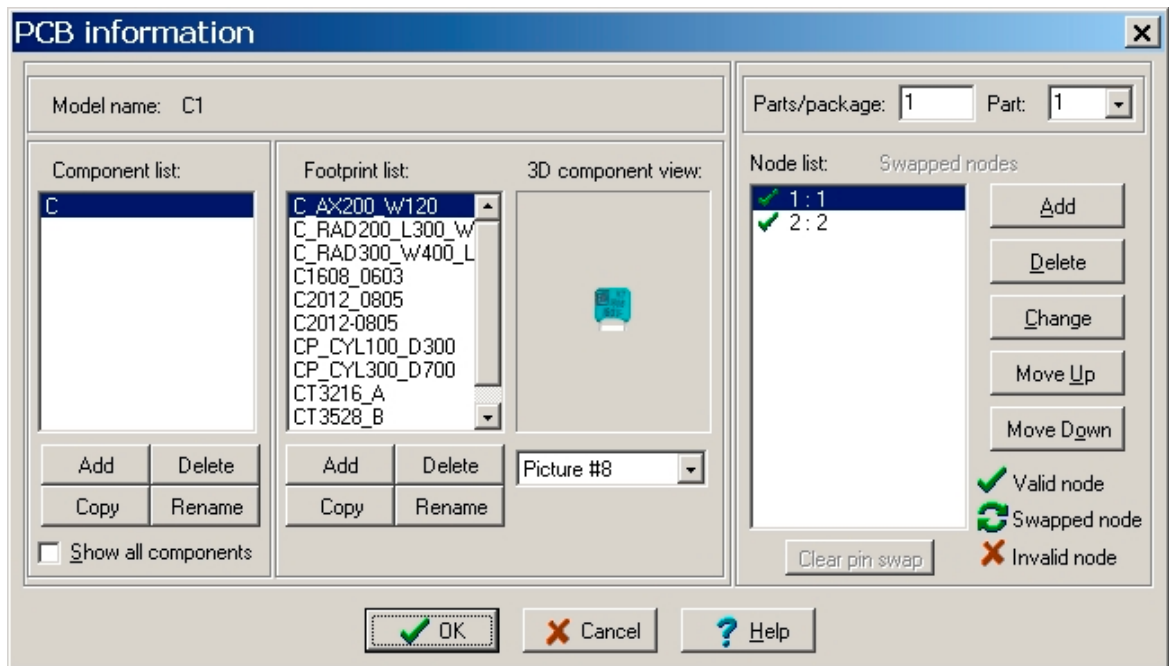 PCB information
Model name: C1
Parts/package: 1 Part: 1
Component list:
C
Add Delete
Copy Rename
Show all components
Footprint list:
C_AX200_W120
C_RAD200_L300_W
C_RAD300_W400_L
C1608_0603
C2012_0805
C2012-0805
CP_CYL100_D300
CP_CYL300_D700
CT3216_A
CT3528_B
Add Delete
Copy Rename
3D component view:
Picture #8
Node list: Swapped nodes
1 : 1
2 : 2
Add
Delete
Change
Move Up
Move Down
Valid node
Swapped node
Invalid node
Clear pin swap
OK Cancel Help